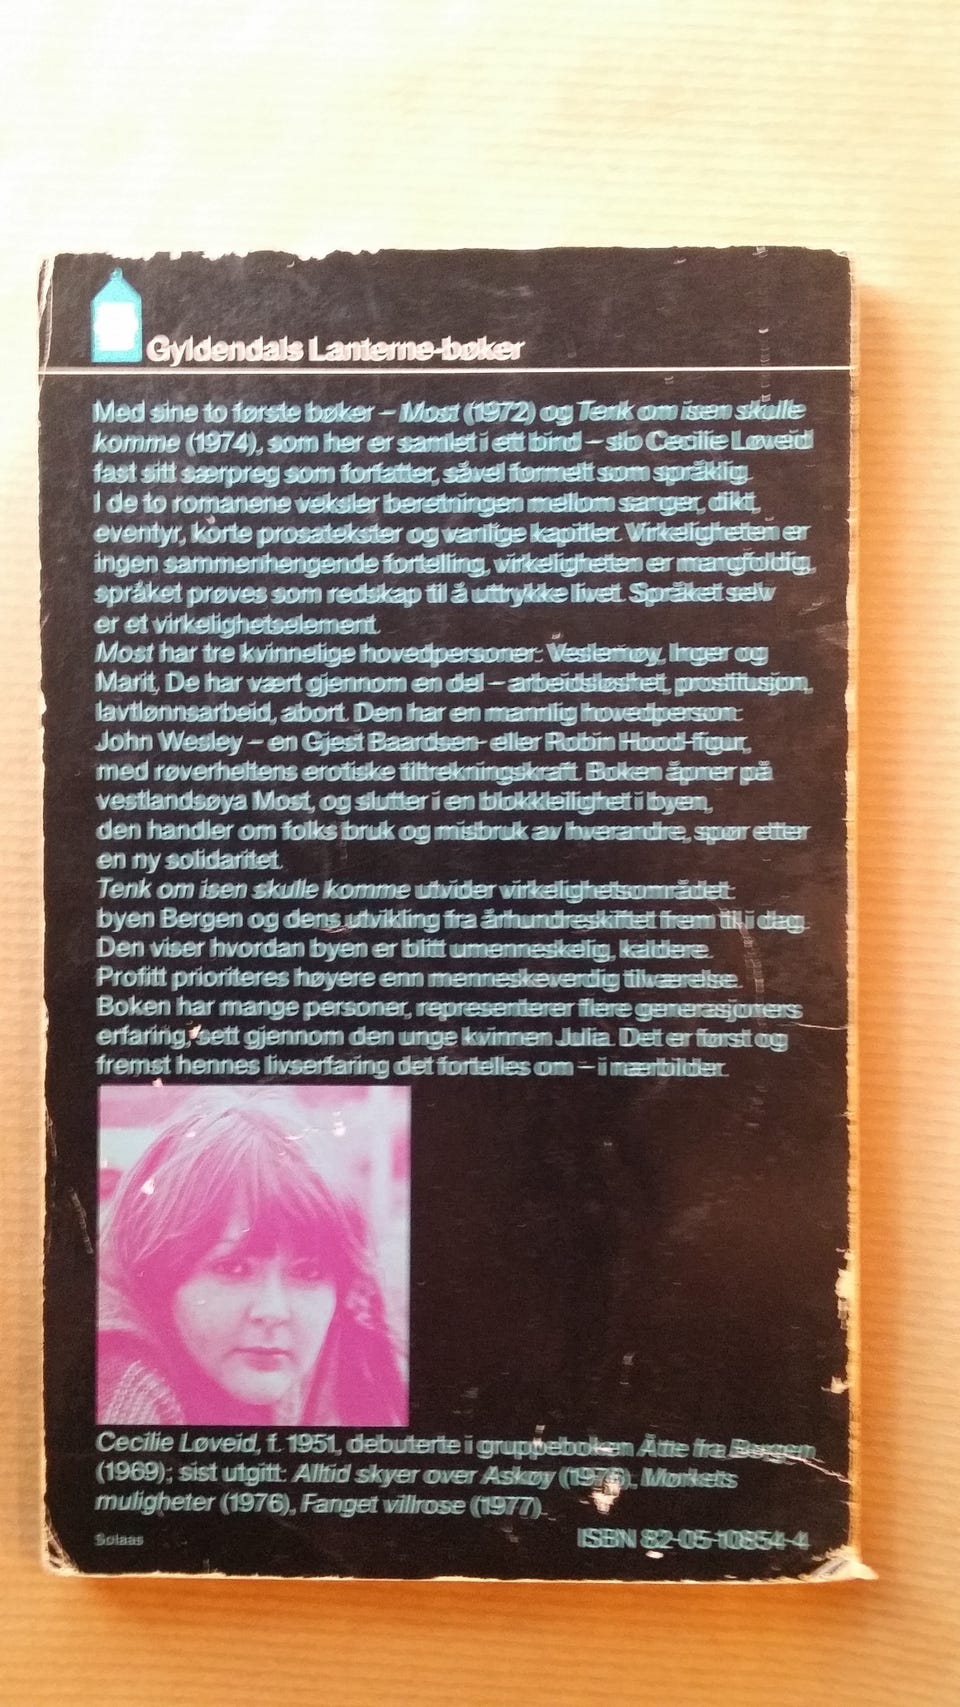 Gyldendals Lanterne-bøker
Med sine to første bøker – Most (1972) og Tenk om isen skulle
komme (1974), som her er samlet i ett bind – slo Cecilie Løveid
fast sitt særpreg som forfatter, såvel formelt som språklig.
I de to romanene veksler beretningen mellom sanger, dikt,
eventyr, korte prosatekster og vanlige kapitler. Virkeligheten er
ingen sammenhengende fortelling, virkeligheten er mangfoldig,
språket prøves som redskap til å uttrykke livet. Språket selv
er et virkelighetselement.
Most har tre kvinnelige hovedpersoner: Veslemøy, Inger og
Marit. De har vært gjennom en del – arbeidsløshet, prostitusjon,
lavtlønnsarbeid, abort. Den har en mannlig hovedperson:
John Wesley – en Gjest Baardsen- eller Robin Hood-figur,
med røverheltens erotiske tiltrekningskraft. Boken åpner på
vestlandsøya Most, og slutter i en blokkleilighet i byen,
den handler om folks bruk og misbruk av hverandre, spør etter
en ny solidaritet.
Tenk om isen skulle komme utvider virkelighetsområdet:
byen Bergen og dens utvikling fra århundreskiftet frem til i dag.
Den viser hvordan byen er blitt umenneskelig, kaldere.
Profitt prioriteres høyere enn menneskeverdig tilværelse.
Boken har mange personer, representerer flere generasjoners
erfaring, sett gjennom den unge kvinnen Julia. Det er først og
fremst hennes livserfaring det fortelles om – i nærbilder.
Cecilie Løveid, f. 1951, debuterte i gruppeboken Åtte fra Bergen
(1969); sist utgitt: Alltid skyer over Askøy (1976), Mørkets
muligheter (1976), Fanget villrose (1977).
Solaas
ISBN 82-05-10854-4